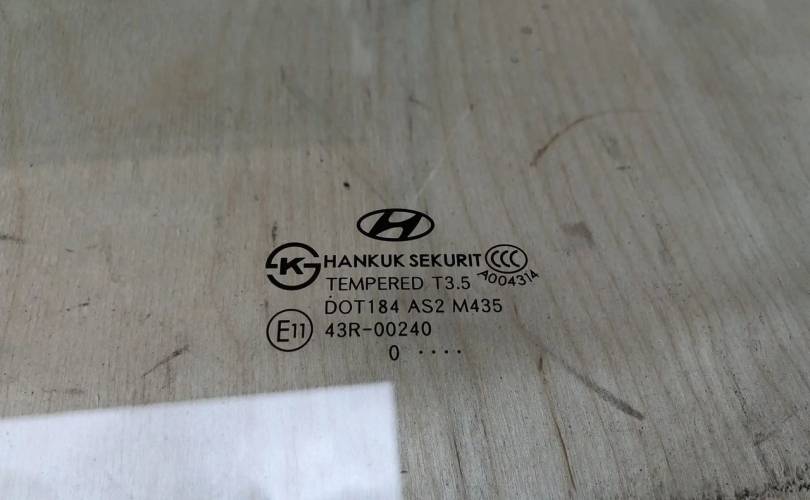 HANKUK SEKURIT CCC
K
A004314
TEMPERED T3.5
DOT184 AS2 M435
E11 43R-00240
0 ....